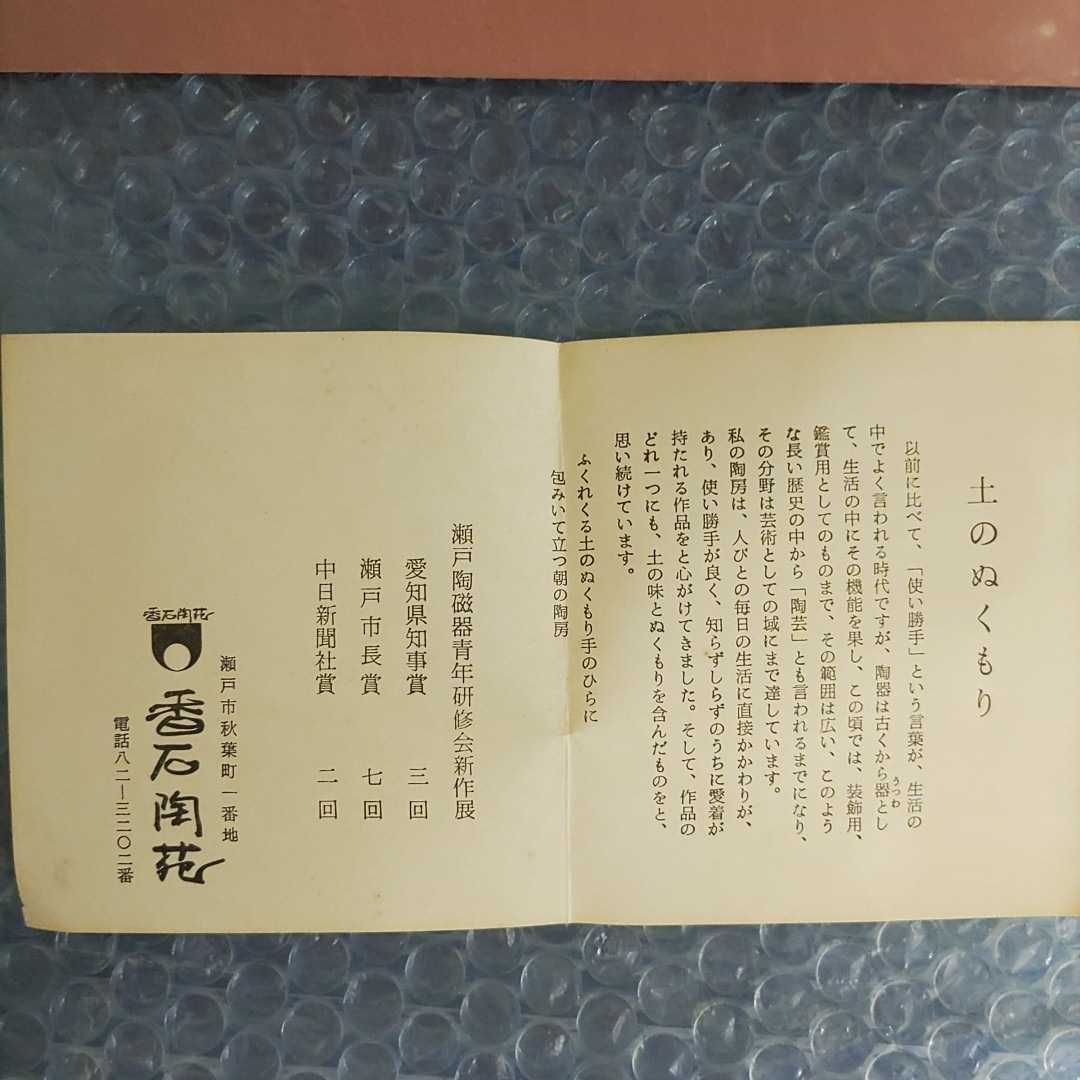 土のぬくもり
以前に比べて、「使い勝手」という言葉が、生活の
中でよく言われる時代ですが、陶器は古くから器とし
うつわ
て、生活の中にその機能を果し、この頃では、装飾用、
鑑賞用としてのものまで、その範囲は広い、このよう
な長い歴史の中から「陶芸」とも言われるまでになり、
その分野は芸術としての域にまで達しています。
私の陶房は、人びとの毎日の生活に直接かかわりが、
あり、使い勝手が良く、知らずしらずのうちに愛着が
持たれる作品をと心がけてきました。そして、作品の
どれ一つにも、土の味とぬくもりを含んだものをと、
思い続けています。
ふくれくる土のぬくもり手のひらに
包みいて立つ朝の陶房
瀬戸陶磁器青年研修会新作展
愛知県知事賞 三回
瀬戸市長賞 七回
中日新聞社賞 二回
瀬戸市秋葉町一番地
香石陶苑
香石陶苑
電話八二―三二〇二番